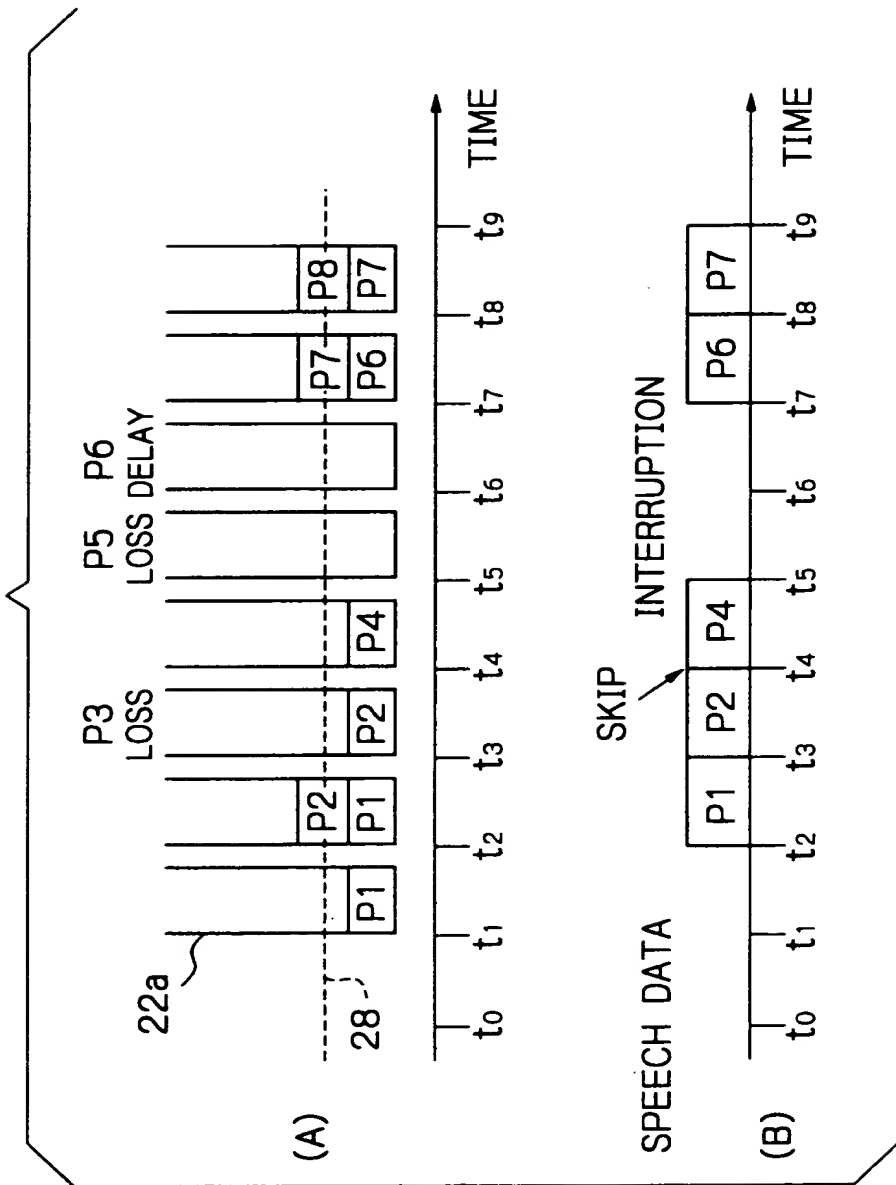 (A)
P3 LOSS
P5 LOSS
P6 DELAY
22a
28
P2 P7 P8
P1 P1 P2 P4 P6 P7
t0 t1 t2 t3 t4 t5 t6 t7 t8 t9 TIME
(B)
SPEECH DATA
SKIP
INTERRUPTION
P1 P2 P4 P6 P7
t0 t1 t2 t3 t4 t5 t6 t7 t8 t9 TIME